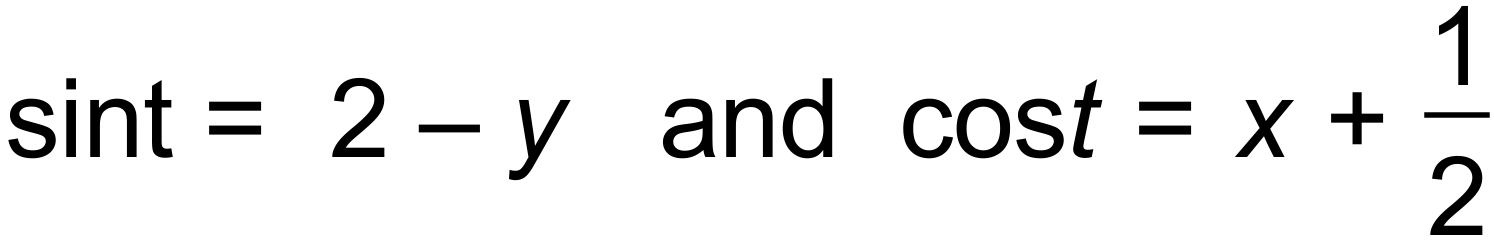 sint = 2 – y and cost = x + 1/2